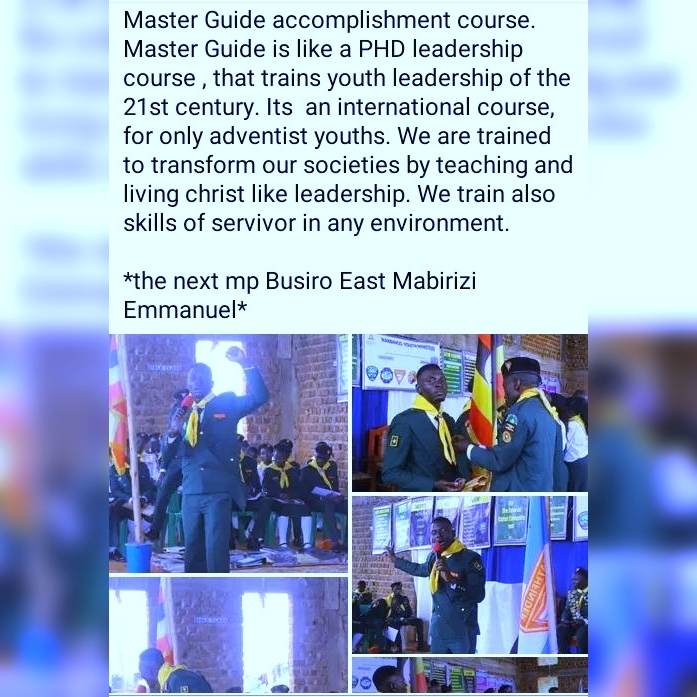 Master Guide accomplishment course.
Master Guide is like a PHD leadership
course , that trains youth leadership of the
21st century. Its  an international course,
for only adventist youths. We are trained
to transform our societies by teaching and
living christ like leadership. We train also
skills of servivor in any environment.
*the next mp Busiro East Mabirizi
Emmanuel*